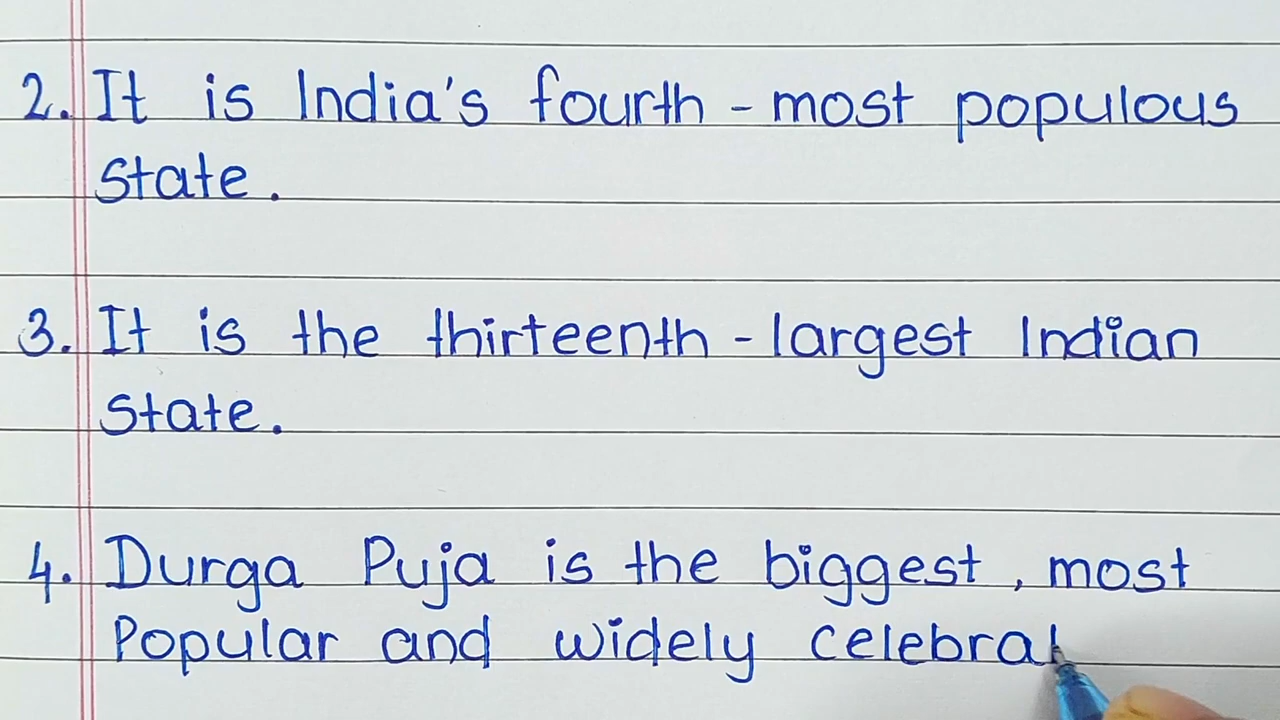 2. It is India's fourth - most populous
state.
3. It is the thirteenth - largest Indian
state.
4. Durga Puja is the biggest, most
Popular and widely